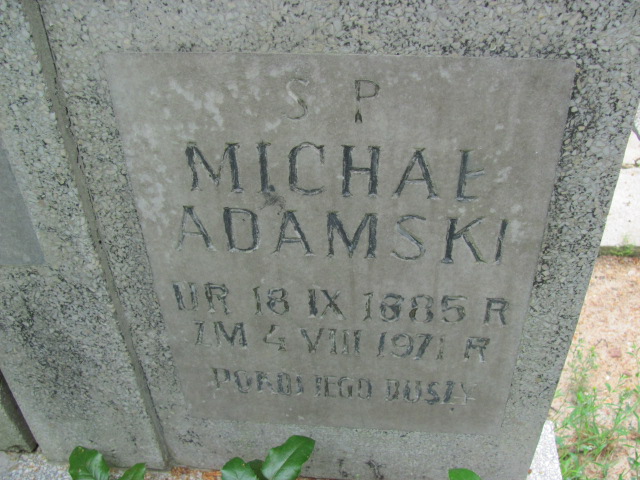 S P
MICHAŁ
ADAMSKI
UR 18 IX 1885 R
ZM 4 VIII 1971 R
POKÓJ JEGO DUSZY